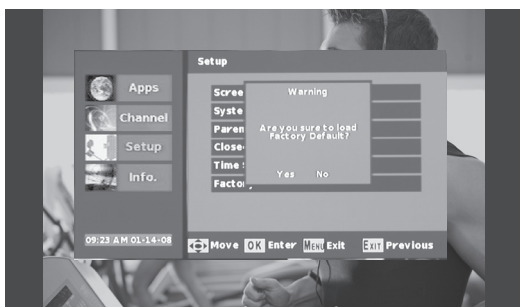 Setup
Apps
Channel
Setup
Info.
Warning
Are you sure to load
Factory Default?
Yes No
09:23 AM 01-14-08
Move OK Enter MENU Exit EXIT Previous